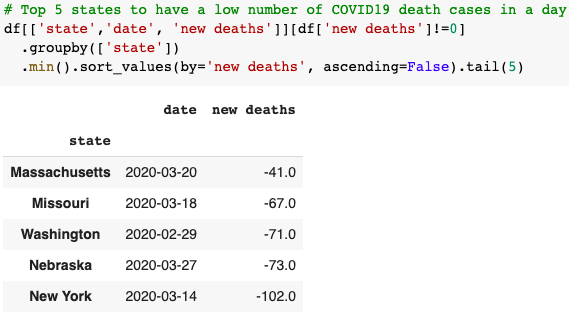 # Top 5 states to have a low number of COVID19 death cases in a day
df[['state','date', 'new deaths']][df['new deaths']!=0]
.groupby(['state'])
.min().sort_values(by='new deaths', ascending=False).tail(5)
date new deaths
state
Massachusetts 2020-03-20 -41.0
Missouri 2020-03-18 -67.0
Washington 2020-02-29 -71.0
Nebraska 2020-03-27 -73.0
New York 2020-03-14 -102.0